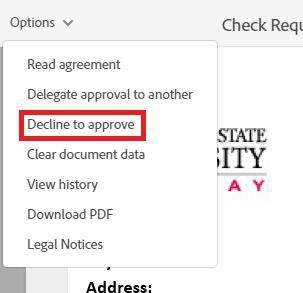 Options
Check Requ
Read agreement
Delegate approval to another
Decline to approve
STATE
Clear document data
SITY
View history
A Y
Download PDF
Legal Notices
Address: